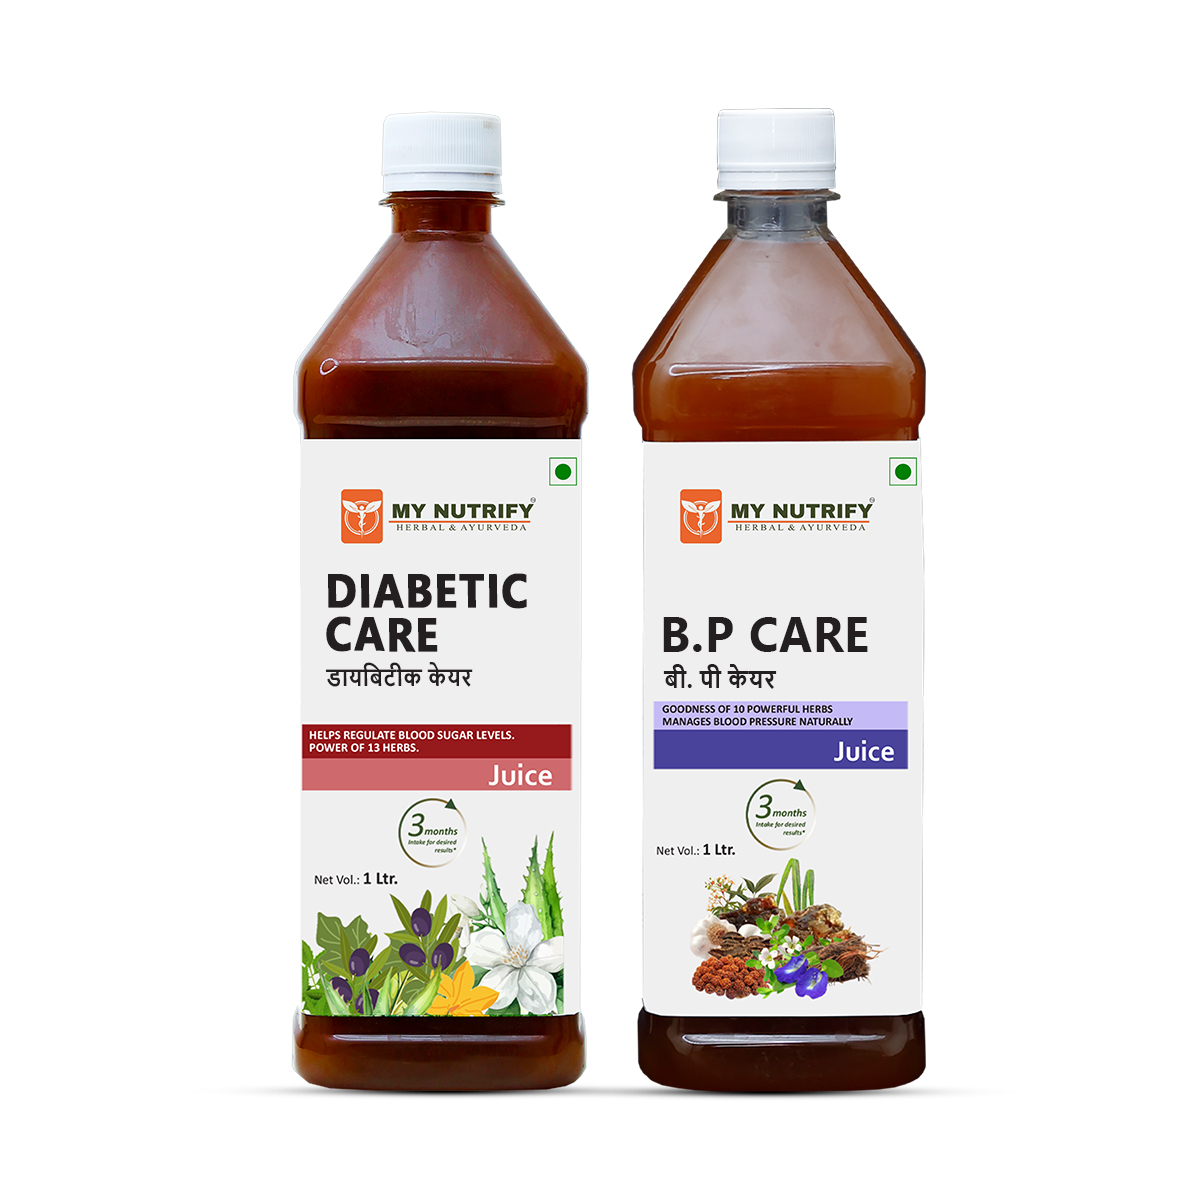 MY NUTRIFY
HERBAL & AYURVEDA
DIABETIC
CARE
डायबिटीक केयर
HELPS REGULATE BLOOD SUGAR LEVELS.
POWER OF 13 HERBS.
Juice
3 months
Intake for desired
results*
Net Vol.: 1 Ltr.
MY NUTRIFY
HERBAL & AYURVEDA
B.P CARE
बी. पी केयर
GOODNESS OF 10 POWERFUL HERBS
MANAGES BLOOD PRESSURE NATURALLY
Juice
3 months
Intake for desired
results*
Net Vol.: 1 Ltr.